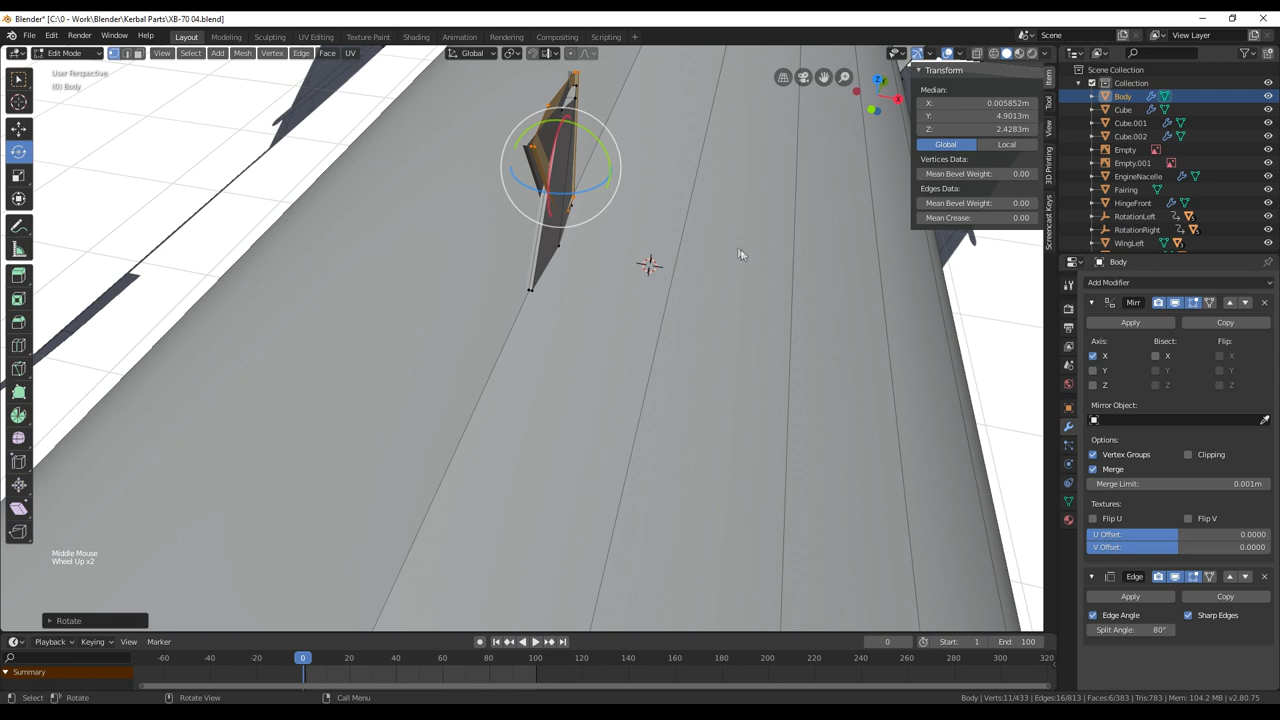 Blender* [C:\0 - Work\Blender\Kerbal Parts\XB-70 04.blend]
File Edit Render Window Help Layout Modeling Sculpting UV Editing Texture Paint Shading Animation Rendering Compositing Scripting + Scene View Layer
Edit Mode View Select Add Mesh Vertex Edge Face UV Global
User Perspective
(0) Body
Transform
Median:
X: 0.005852m
Y: 4.9013m
Z: 2.4283m
Global Local
Vertices Data:
Mean Bevel Weight: 0.00
Edges Data:
Mean Bevel Weight: 0.00
Mean Crease: 0.00
Item
Tool
View
3D Printing
Screencast Keys
Z
Y
X
Scene Collection
Collection
Body
Cube
Cube.001
Cube.002
Empty
Empty.001
EngineNacelle
Fairing
HingeFront
RotationLeft
RotationRight
WingLeft
Body
Add Modifier
Mirr
Apply Copy
Axis: Bisect: Flip:
X X X
Y Y Y
Z Z Z
Mirror Object:
Options:
Vertex Groups Clipping
Merge
Merge Limit: 0.001m
Textures:
Flip U Flip V
U Offset: 0.0000
V Offset: 0.0000
Edge
Apply Copy
Edge Angle Sharp Edges
Split Angle: 80°
Middle Mouse
Wheel Up x2
Rotate
Playback Keying View Marker 0 Start: 1 End: 100
-60 -40 -20 0 20 40 60 80 100 120 140 160 180 200 220 240 260 280 300 320
Summary
Select Rotate Rotate View Call Menu Body | Verts:11/433 | Edges:16/813 | Faces:6/383 | Tris:783 | Mem: 104.2 MB | v2.80.75